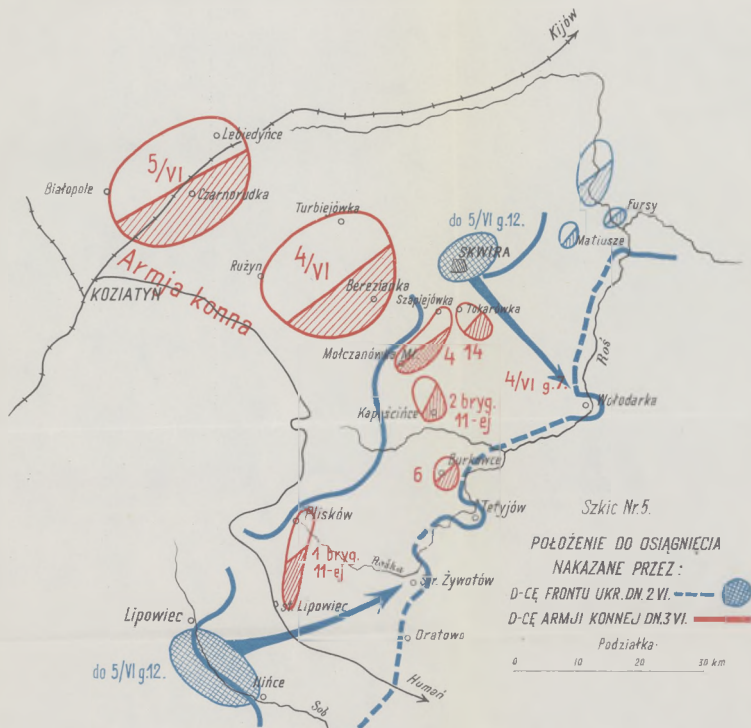 Kijów
Lebiedyńce
5/VI
Białopole
Czarnorudka
Turbiejówka
do 5/VI g.12.
Fursy
Matiusze
SKWIRA
Armja konna
4/VI
Rużyn
KOZIATYN
Berezianka
Szapiejówka
Tokarówka
Roś
Mołczanówka M.
4
14
4/VI g.
2 bryg.
11-ej
Wołodarka
Kapuścińce
Burkowce
6
Tetyjów
Plisków
1 bryg.
11-ej
Rośka
Spr. Żywotów
Lipowiec
st. Lipowiec
Oratowo
do 5/VI g.12.
Ilińce
Humań
Sob
Szkic Nr.5.
POŁOŻENIE DO OSIĄGNIĘCIA
NAKAZANE PRZEZ:
D-CĘ FRONTU UKR. DN. 2 VI.
D-CĘ ARMJI KONNEJ DN. 3 VI.
Podziałka
0 10 20 30 km